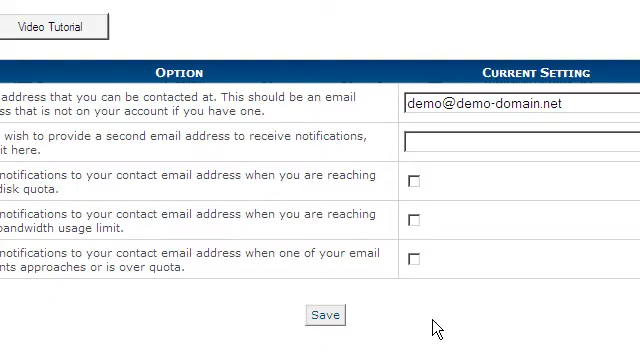 Video Tutorial
OPTION
CURRENT SETTING
address that you can be contacted at. This should be an email
ss that is not on your account if you have one.
demo@demo-domain.net
wish to provide a second email address to receive notifications,
it here.
notifications to your contact email address when you are reaching
disk quota.
notifications to your contact email address when you are reaching
bandwidth usage limit.
notifications to your contact email address when one of your email
nts approaches or is over quota.
Save